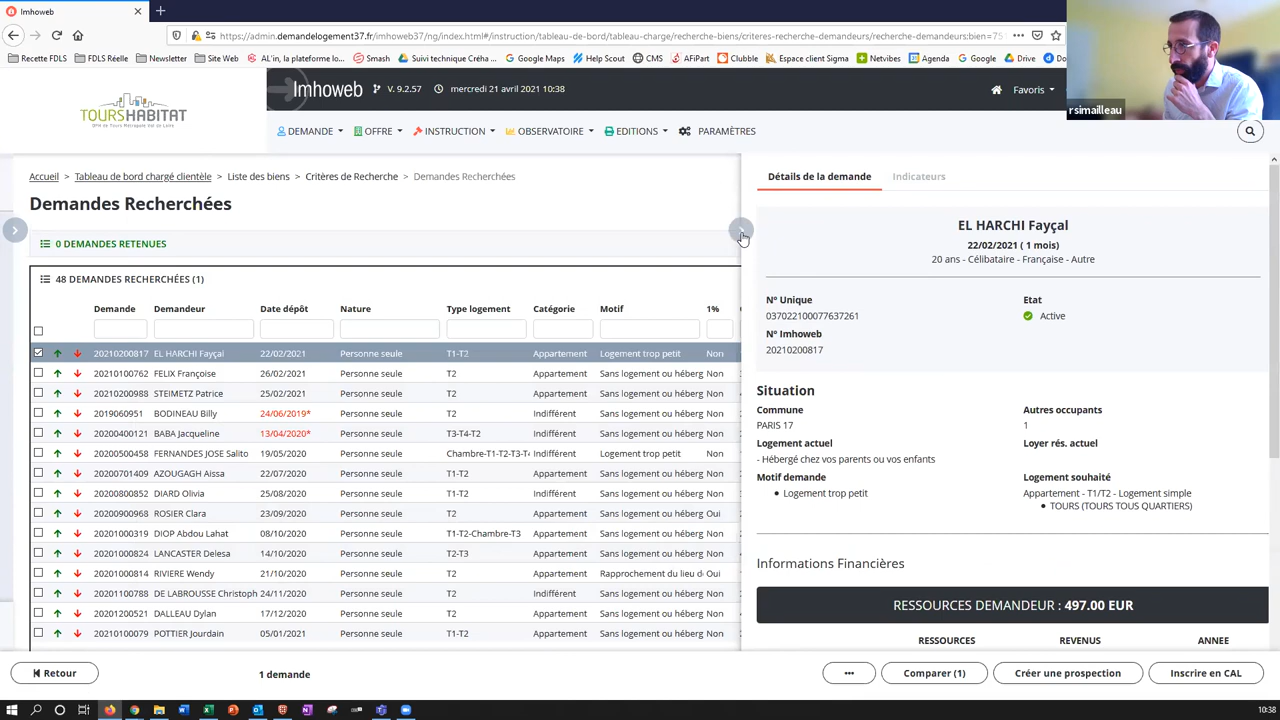 Imhoweb
https://admin.demandelogement37.fr/imhoweb37/ng/index.html#/instruction/tableau-de-bord/tableau-charge/recherche-biens/criteres-recherche-demandeurs/recherche-demandeurs;bien=79
Recette FDLS FDLS Réelle Newsletter Site Web AL'in, la plateforme lo... Smash Suivi technique Créha ... Google Maps Help Scout CMS AFiPart Clubble Espace client Sigma Netvibes Agenda Google Drive Do
rsimailleau
TOURS HABITAT
OPH de Tours Métropole Val de Loire
Imhoweb V. 9.2.57 mercredi 21 avril 2021 10:38 Favoris
DEMANDE OFFRE INSTRUCTION OBSERVATOIRE EDITIONS PARAMÈTRES
Accueil > Tableau de bord chargé clientèle > Liste des biens > Critères de Recherche > Demandes Recherchées
Demandes Recherchées
0 DEMANDES RETENUES
48 DEMANDES RECHERCHÉES (1)
Demande Demandeur Date dépôt Nature Type logement Catégorie Motif 1%
20210200817 EL HARCHI Fayçal 22/02/2021 Personne seule T1-T2 Appartement Logement trop petit Non
20210100762 FELIX Françoise 26/02/2021 Personne seule T2 Appartement Sans logement ou héberg Non
20210200988 STEIMETZ Patrice 25/02/2021 Personne seule T2 Appartement Sans logement ou héberg Non
2019060951 BODINEAU Billy 24/06/2019* Personne seule T2 Indifférent Sans logement ou héberg Non
20200400121 BABA Jacqueline 13/04/2020* Personne seule T3-T4-T2 Indifférent Sans logement ou héberg Non
20200500458 FERNANDES JOSE Salito 19/05/2020 Personne seule Chambre-T1-T2-T3-T4 Indifférent Logement trop petit Non
20200701409 AZOUGAGH Aissa 22/07/2020 Personne seule T1-T2 Appartement Sans logement ou héberg Non
20200800852 DIARD Olivia 25/08/2020 Personne seule T1-T2 Indifférent Sans logement ou héberg Non
20200900968 ROSIER Clara 23/09/2020 Personne seule T2 Appartement Sans logement ou héberg Oui
20201000319 DIOP Abdou Lahat 08/10/2020 Personne seule T1-T2-Chambre-T3 Appartement Sans logement ou héberg Non
20201000824 LANCASTER Delesa 14/10/2020 Personne seule T2-T3 Appartement Sans logement ou héberg Non
20201000814 RIVIERE Wendy 21/10/2020 Personne seule T2 Appartement Rapprochement du lieu d Oui
20201100788 DE LABROUSSE Christoph 24/11/2020 Personne seule T2 Indifférent Sans logement ou héberg Non
20201200521 DALLEAU Dylan 17/12/2020 Personne seule T2 Appartement Sans logement ou héberg Non
20210100079 POTTIER Jourdain 05/01/2021 Personne seule T1-T2 Appartement Sans logement ou héberg Non
Détails de la demande Indicateurs
EL HARCHI Fayçal
22/02/2021 ( 1 mois)
20 ans - Célibataire - Française - Autre
N° Unique Etat
037022100077637261 Active
N° Imhoweb
20210200817
Situation
Commune Autres occupants
PARIS 17 1
Logement actuel Loyer rés. actuel
- Hébergé chez vos parents ou vos enfants
Motif demande Logement souhaité
• Logement trop petit Appartement - T1/T2 - Logement simple
• TOURS (TOURS TOUS QUARTIERS)
Informations Financières
RESSOURCES DEMANDEUR : 497.00 EUR
RESSOURCES REVENUS ANNEE
Retour 1 demande ••• Comparer (1) Créer une prospection Inscrire en CAL
10:38